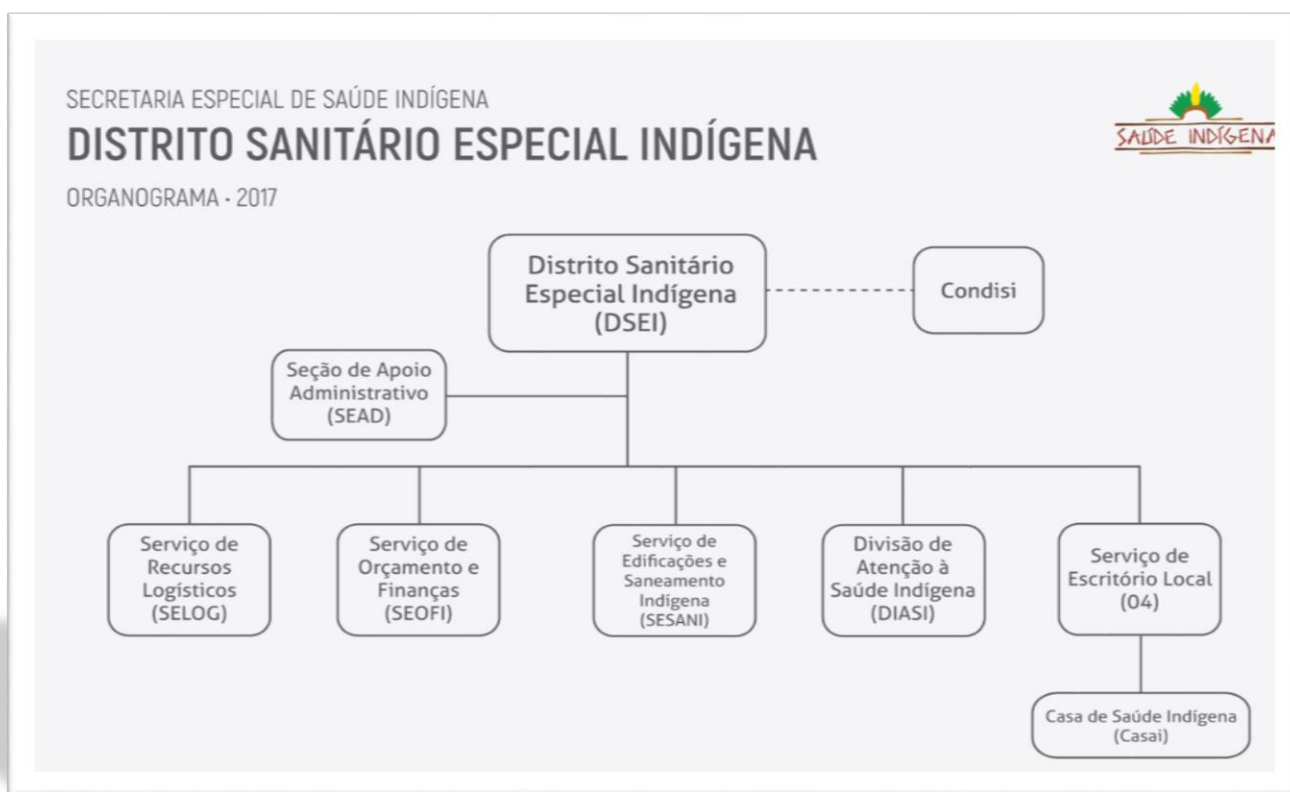 SECRETARIA ESPECIAL DE SAÚDE INDÍGENA
DISTRITO SANITÁRIO ESPECIAL INDÍGENA
ORGANOGRAMA • 2017
SAÚDE INDÍGENA
Distrito Sanitário
Especial Indígena
(DSEI)
Condisi
Seção de Apoio
Administrativo
(SEAD)
Serviço de
Recursos
Logísticos
(SELOG)
Serviço de
Orçamento e
Finanças
(SEOFI)
Serviço de
Edificações e
Saneamento
Indígena
(SESANI)
Divisão de
Atenção à
Saúde Indígena
(DIASI)
Serviço de
Escritório Local
(04)
Casa de Saúde Indígena
(Casai)